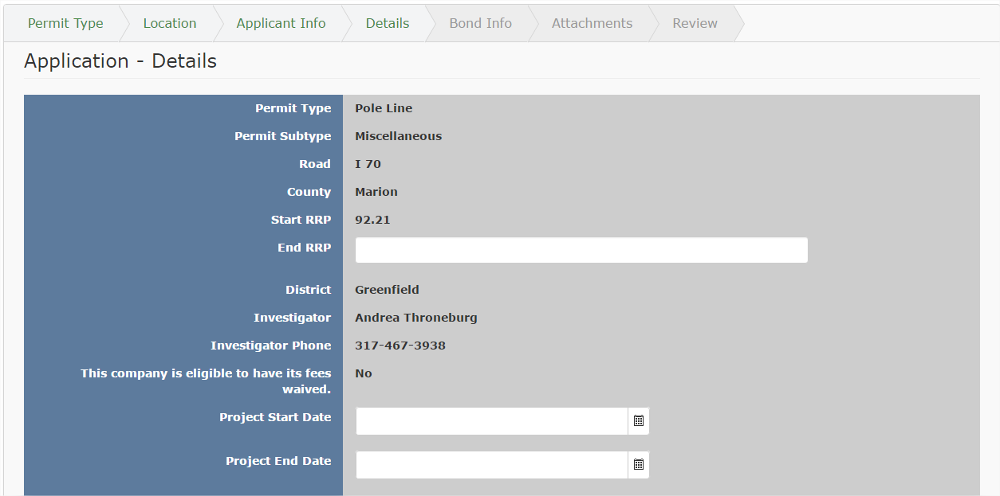 Permit Type Location Applicant Info Details Bond Info Attachments Review
Application - Details
Permit Type Pole Line
Permit Subtype Miscellaneous
Road I 70
County Marion
Start RRP 92.21
End RRP
District Greenfield
Investigator Andrea Throneburg
Investigator Phone 317-467-3938
This company is eligible to have its fees No
waived.
Project Start Date
Project End Date